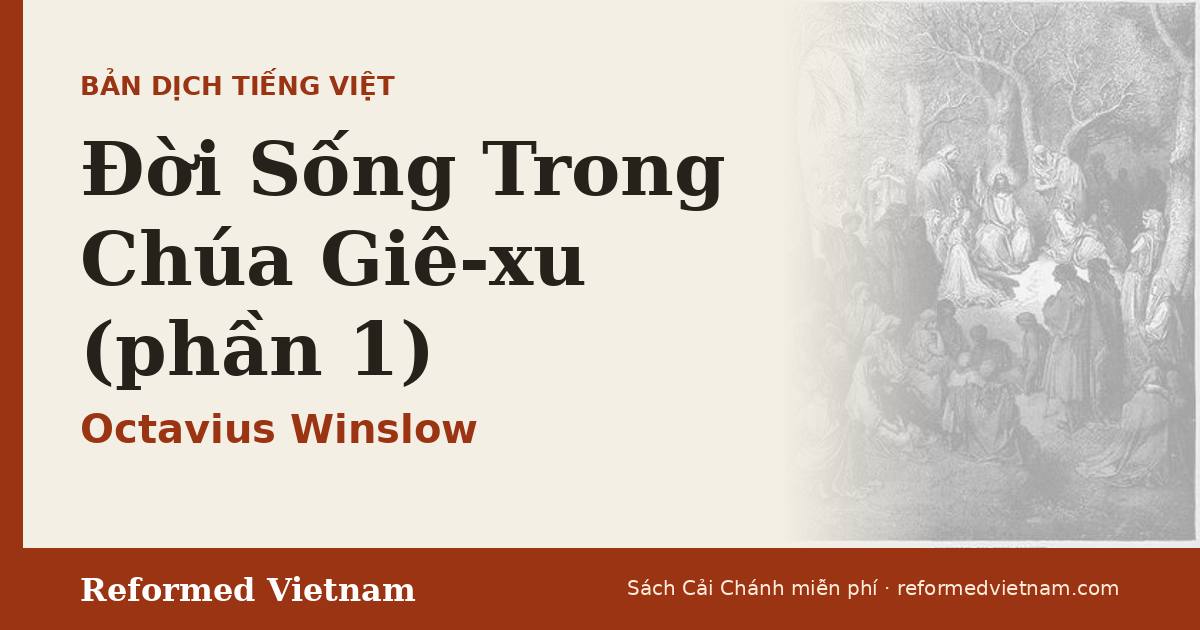 BẢN DỊCH TIẾNG VIỆT
Đời Sống Trong
Chúa Giê-xu
(phần 1)
Octavius Winslow
Reformed Vietnam
Sách Cải Chánh miễn phí · reformedvietnam.com